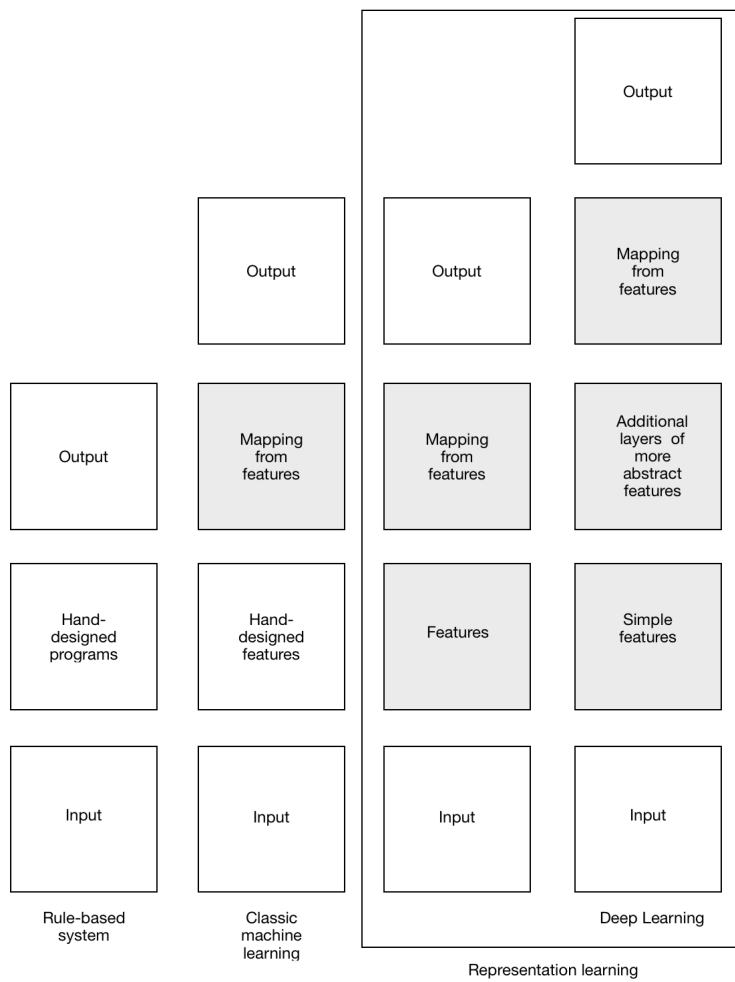 Output
Output
Output
Mapping
from
features
Output
Mapping
from
features
Mapping
from
features
Additional
layers of
more
abstract
features
Hand-
designed
programs
Hand-
designed
features
Features
Simple
features
Input
Input
Input
Input
Rule-based
system
Classic
machine
learning
Deep Learning
Representation learning